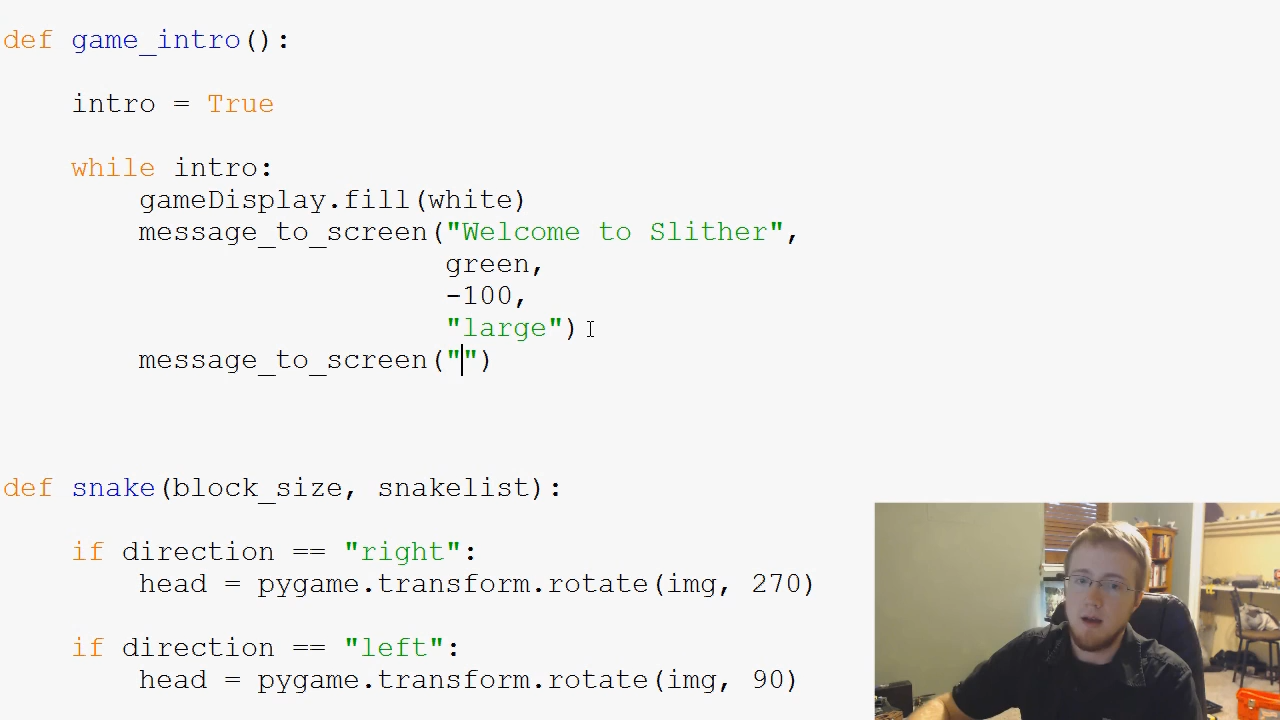 def game_intro():
intro = True
while intro:
gameDisplay.fill(white)
message_to_screen("Welcome to Slither",
green,
-100,
"large")
message_to_screen("")
def snake(block_size, snakelist):
if direction == "right":
head = pygame.transform.rotate(img, 270)
if direction == "left":
head = pygame.transform.rotate(img, 90)